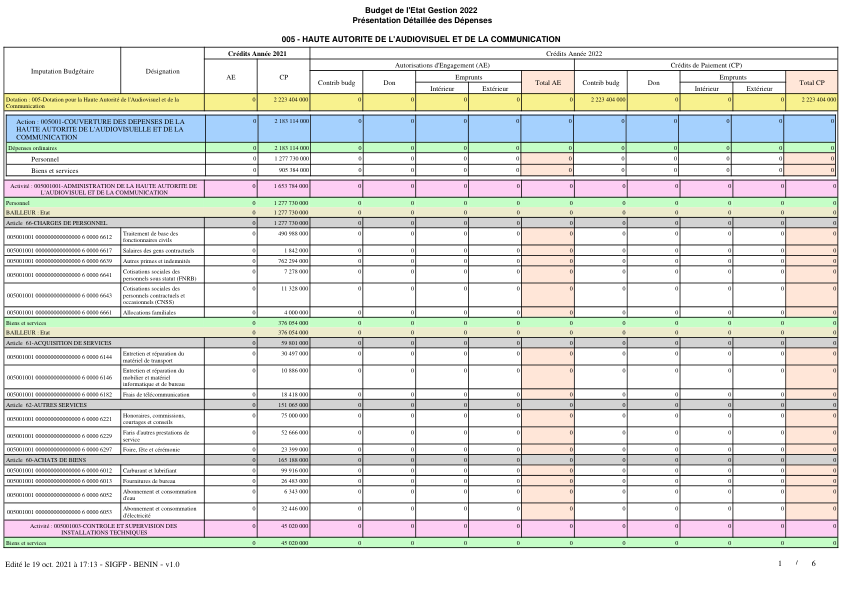 Budget de l'Etat Gestion 2022
Présentation Détaillée des Dépenses
005 - HAUTE AUTORITE DE L'AUDIOVISUEL ET DE LA COMMUNICATION
Imputation Budgétaire Désignation Crédits Année 2021 Crédits Année 2022
Autorisations d'Engagement (AE) Crédits de Paiement (CP)
AE CP Contrib budg Don Emprunts Total AE Contrib budg Don Emprunts Total CP
Intérieur Extérieur Intérieur Extérieur
Dotation : 005-Dotation pour la Haute Autorité de l'Audiovisuel et de la 0 2 223 404 000 0 0 0 0 0 2 223 404 000 0 0 0 2 223 404 000
Communication
Action : 005001-COUVERTURE DES DEPENSES DE LA 0 2 183 114 000 0 0 0 0 0 0 0 0 0 0
HAUTE AUTORITE DE L'AUDIOVISUELLE ET DE LA
COMMUNICATION
Dépenses ordinaires 0 2 183 114 000 0 0 0 0 0 0 0 0 0 0
Personnel 0 1 277 730 000 0 0 0 0 0 0 0 0 0 0
Biens et services 0 905 384 000 0 0 0 0 0 0 0 0 0 0
Activité : 005001001-ADMINISTRATION DE LA HAUTE AUTORITE DE 0 1 653 784 000 0 0 0 0 0 0 0 0 0 0
L'AUDIOVISUEL ET DE LA COMMUNICATION
Personnel 0 1 277 730 000 0 0 0 0 0 0 0 0 0 0
BAILLEUR : Etat 0 1 277 730 000 0 0 0 0 0 0 0 0 0 0
Article 66-CHARGES DE PERSONNEL 0 1 277 730 000 0 0 0 0 0 0 0 0 0 0
005001001 000000000000000 6 0000 6612 Traitement de base des 0 490 988 000 0 0 0 0 0 0 0 0 0 0
fonctionnaires civils
005001001 000000000000000 6 0000 6617 Salaires des gens contractuels 0 1 842 000 0 0 0 0 0 0 0 0 0 0
005001001 000000000000000 6 0000 6639 Autres primes et indemnités 0 762 294 000 0 0 0 0 0 0 0 0 0 0
005001001 000000000000000 6 0000 6641 Cotisations sociales des 0 7 278 000 0 0 0 0 0 0 0 0 0 0
personnels sous statut (FNRB)
005001001 000000000000000 6 0000 6643 Cotisations sociales des 0 11 328 000 0 0 0 0 0 0 0 0 0 0
personnels contractuels et
occasionnels (CNSS)
005001001 000000000000000 6 0000 6661 Allocations familiales 0 4 000 000 0 0 0 0 0 0 0 0 0 0
Biens et services 0 376 054 000 0 0 0 0 0 0 0 0 0 0
BAILLEUR : Etat 0 376 054 000 0 0 0 0 0 0 0 0 0 0
Article 61-ACQUISITION DE SERVICES 0 59 801 000 0 0 0 0 0 0 0 0 0 0
005001001 000000000000000 6 0000 6144 Entretien et réparation du 0 30 497 000 0 0 0 0 0 0 0 0 0 0
matériel de transport
005001001 000000000000000 6 0000 6146 Entretien et réparation du 0 10 886 000 0 0 0 0 0 0 0 0 0 0
mobilier et matériel
informatique et de bureau
005001001 000000000000000 6 0000 6182 Frais de télécommunication 0 18 418 000 0 0 0 0 0 0 0 0 0 0
Article 62-AUTRES SERVICES 0 151 065 000 0 0 0 0 0 0 0 0 0 0
005001001 000000000000000 6 0000 6221 Honoraires, commissions, 0 75 000 000 0 0 0 0 0 0 0 0 0 0
courtages et conseils
005001001 000000000000000 6 0000 6229 Faris d'autres prestations de 0 52 666 000 0 0 0 0 0 0 0 0 0 0
service
005001001 000000000000000 6 0000 6297 Foire, fête et cérémonie 0 23 399 000 0 0 0 0 0 0 0 0 0 0
Article 60-ACHATS DE BIENS 0 165 188 000 0 0 0 0 0 0 0 0 0 0
005001001 000000000000000 6 0000 6012 Carburant et lubrifiant 0 99 916 000 0 0 0 0 0 0 0 0 0 0
005001001 000000000000000 6 0000 6013 Fournitures de bureau 0 26 483 000 0 0 0 0 0 0 0 0 0 0
005001001 000000000000000 6 0000 6052 Abonnement et consommation 0 6 343 000 0 0 0 0 0 0 0 0 0 0
d'eau
005001001 000000000000000 6 0000 6053 Abonnement et consommation 0 32 446 000 0 0 0 0 0 0 0 0 0 0
d'électricité
Activité : 005001003-CONTROLE ET SUPERVISION DES 0 45 020 000 0 0 0 0 0 0 0 0 0 0
INSTALLATIONS TECHNIQUES
Biens et services 0 45 020 000 0 0 0 0 0 0 0 0 0 0
Edité le 19 oct. 2021 à 17:13 - SIGFP - BENIN - v1.0 1 / 6